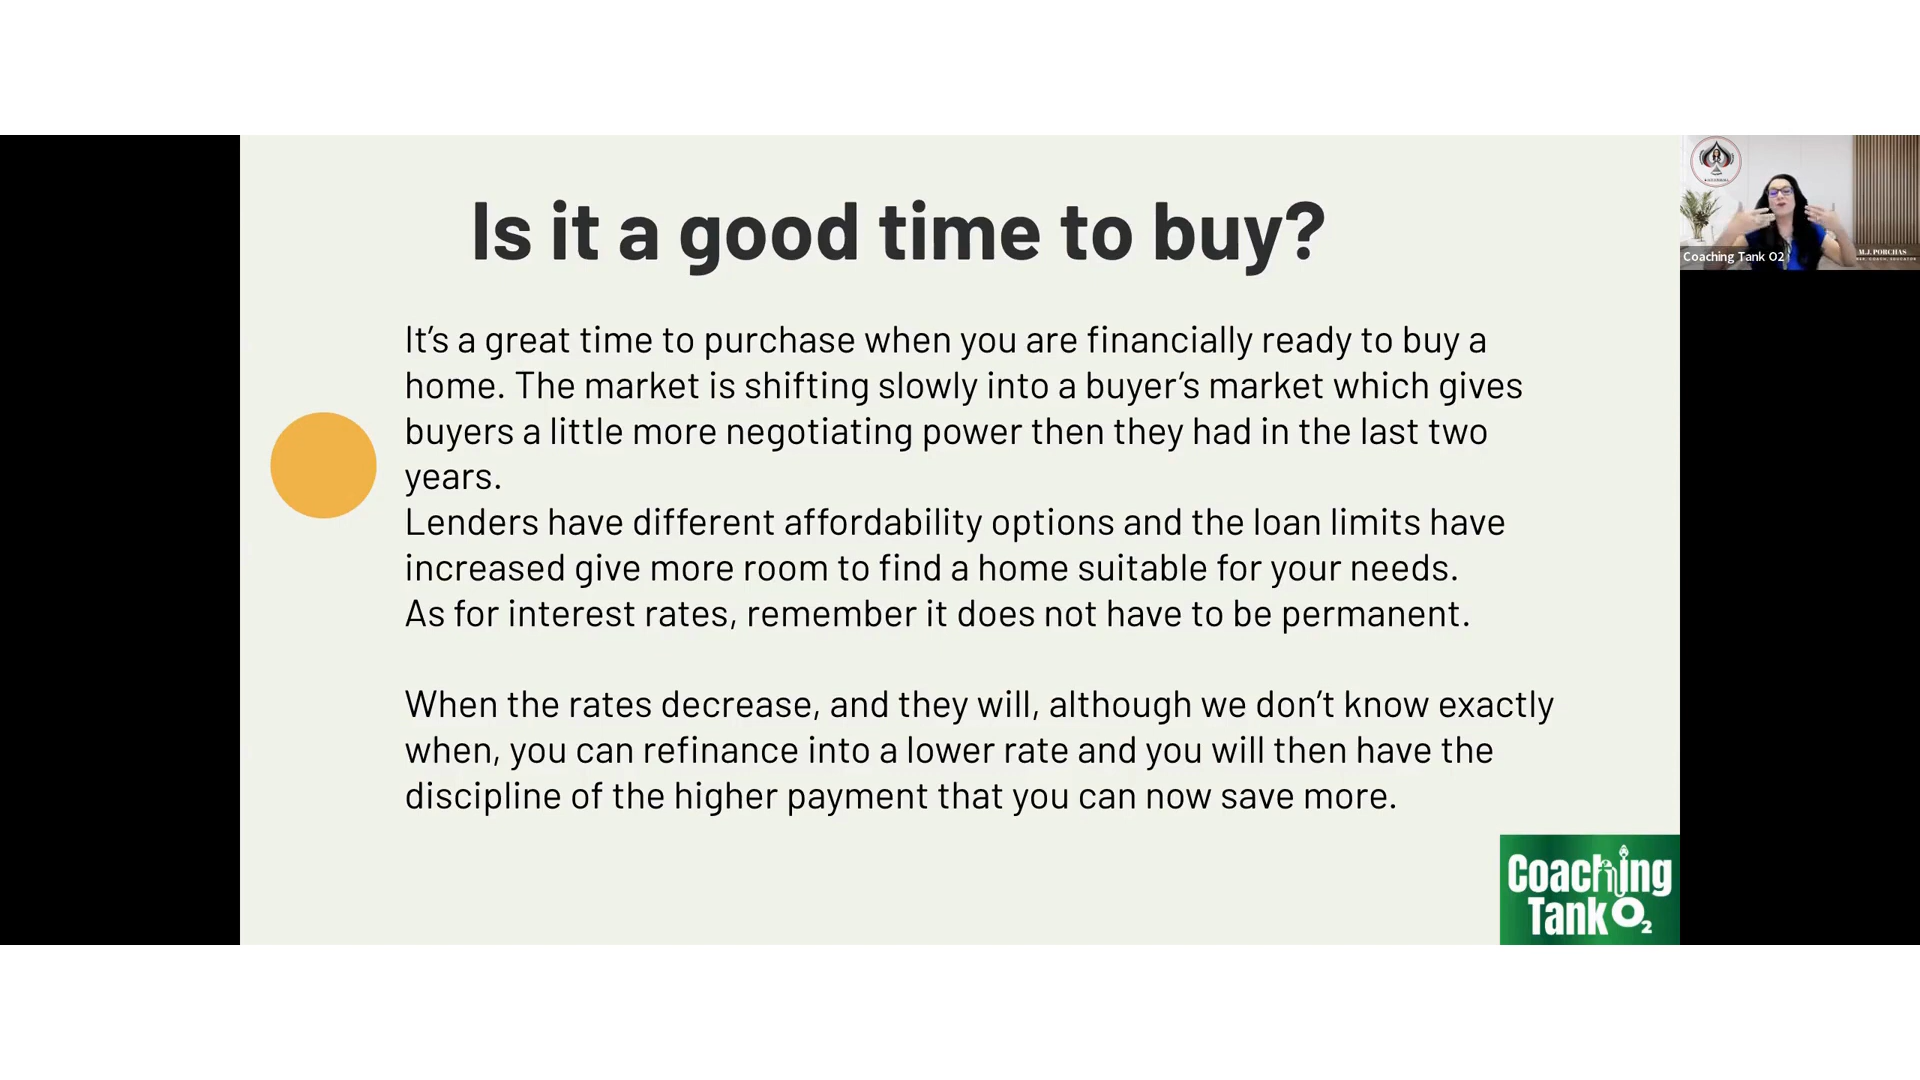 Is it a good time to buy?
It’s a great time to purchase when you are financially ready to buy a
home. The market is shifting slowly into a buyer’s market which gives
buyers a little more negotiating power then they had in the last two
years.
Lenders have different affordability options and the loan limits have
increased give more room to find a home suitable for your needs.
As for interest rates, remember it does not have to be permanent.
When the rates decrease, and they will, although we don’t know exactly
when, you can refinance into a lower rate and you will then have the
discipline of the higher payment that you can now save more.
Coaching Tank O2
M.J. PORCHAS
Coaching
Tank O2